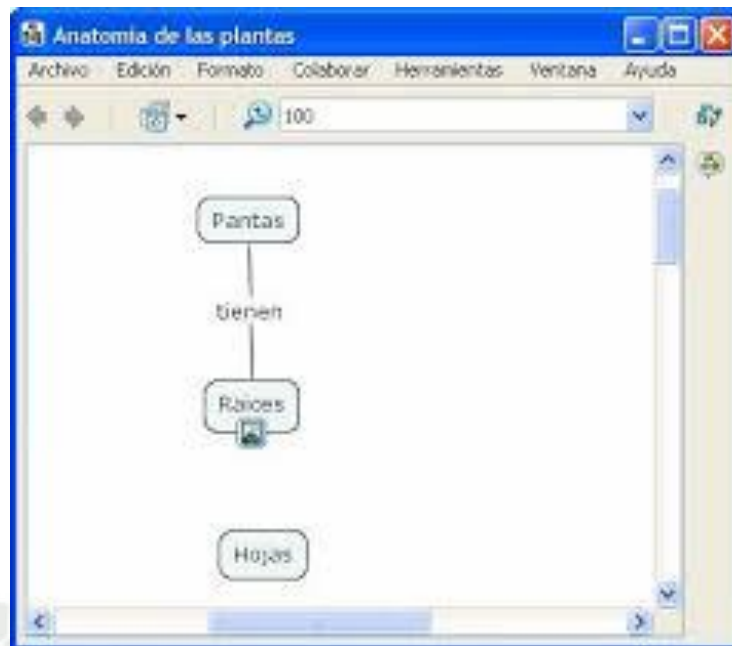 Anatomia de las plantas
Archivo Edición Formato Colaborar Herramientas Ventana Ayuda
100
Pantas
tienen
Raices
Hojas